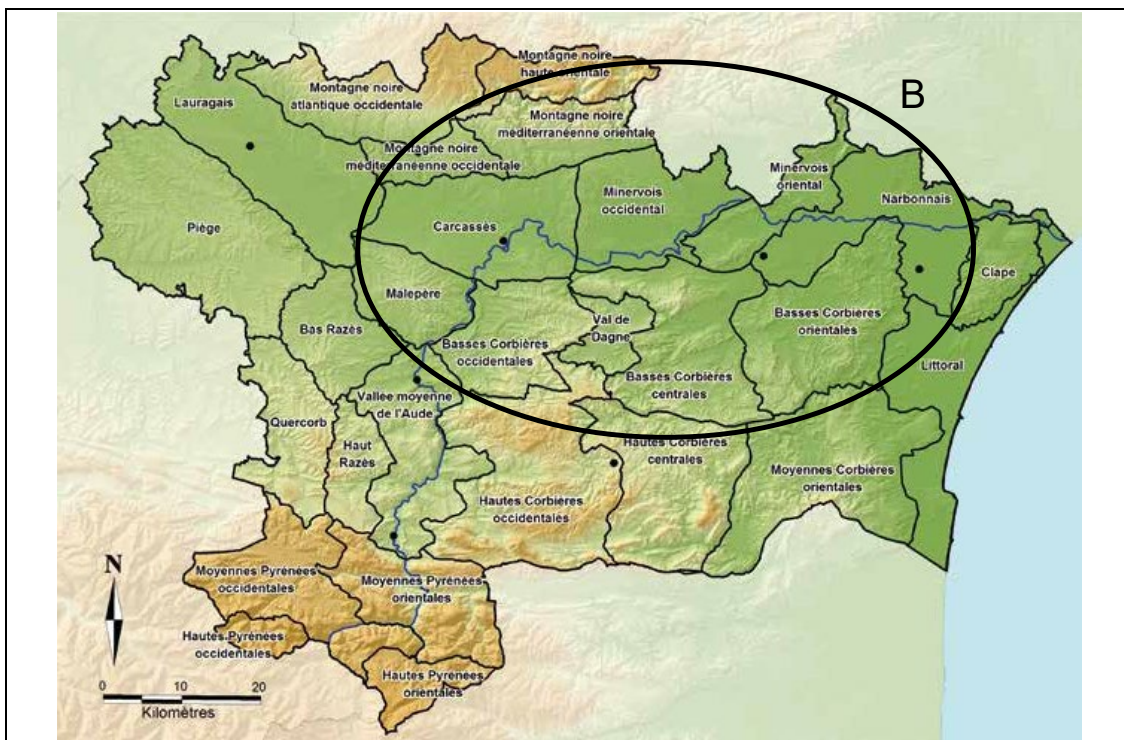 Montagne noire
haute orientale
B
Montagne noire
atlantique occidentale
Lauragais
Montagne noire
méditerranéenne orientale
Montagne noire
méditerranéenne occidentale
Minervois
oriental
Minervois
occidental
Narbonnais
Piège
Carcassès
Clape
Malepère
Bas Razès
Basses Corbières
occidentales
Val de
Dagne
Basses Corbières
orientales
Littoral
Basses Corbières
centrales
Vallée moyenne
de l'Aude
Quercorb
Haut
Razès
Hautes Corbières
centrales
Moyennes Corbières
orientales
Hautes Corbières
occidentales
N
Moyennes Pyrénées
occidentales
Moyennes Pyrénées
orientales
Hautes Pyrénées
occidentales
Hautes Pyrénées
orientales
0 10 20
Kilomètres